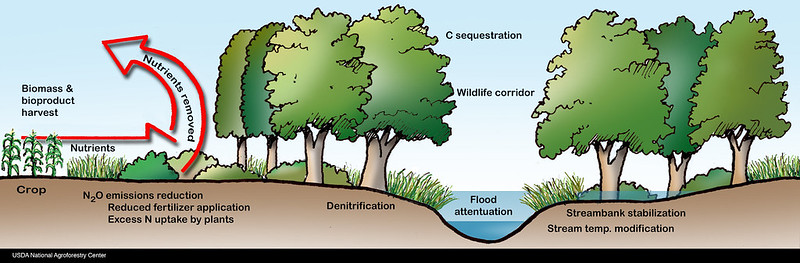 C sequestration
Nutrients removed
Biomass &
bioproduct
harvest
Wildlife corridor
Nutrients
Crop
N2O emissions reduction
Reduced fertilizer application
Excess N uptake by plants
Denitrification
Flood
attenuation
Streambank stabilization
Stream temp. modification
USDA National Agroforestry Center